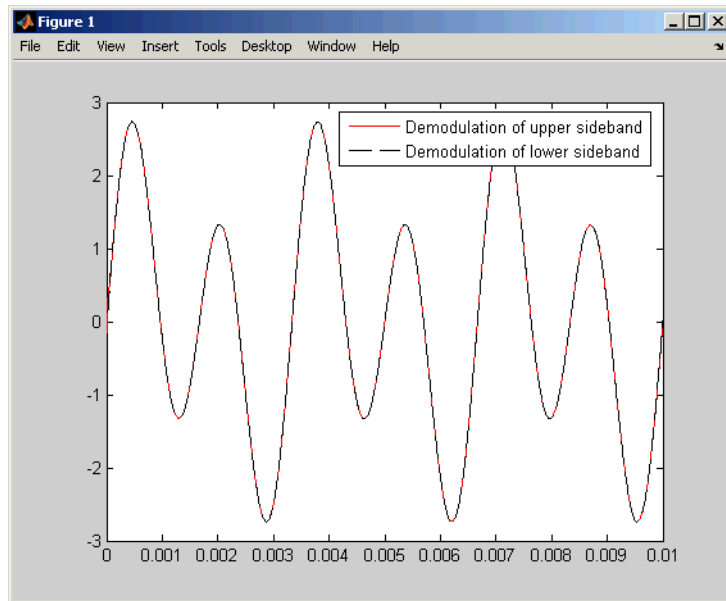 Figure 1
File Edit View Insert Tools Desktop Window Help
Demodulation of upper sideband
Demodulation of lower sideband
3
2
1
0
-1
-2
-3
0 0.001 0.002 0.003 0.004 0.005 0.006 0.007 0.008 0.009 0.01